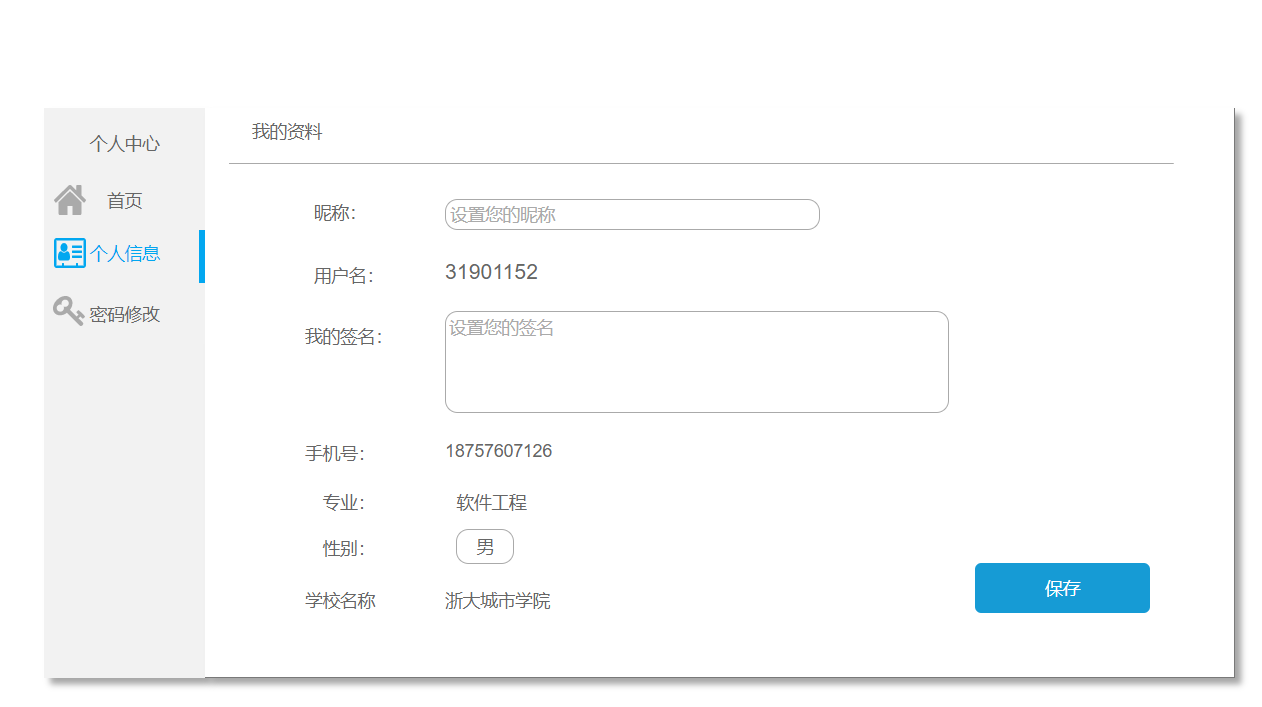 个人中心
首页
个人信息
密码修改
我的资料
昵称:
设置您的昵称
用户名:
31901152
我的签名:
设置您的签名
手机号:
18757607126
专业:
软件工程
性别:
男
学校名称
浙大城市学院
保存